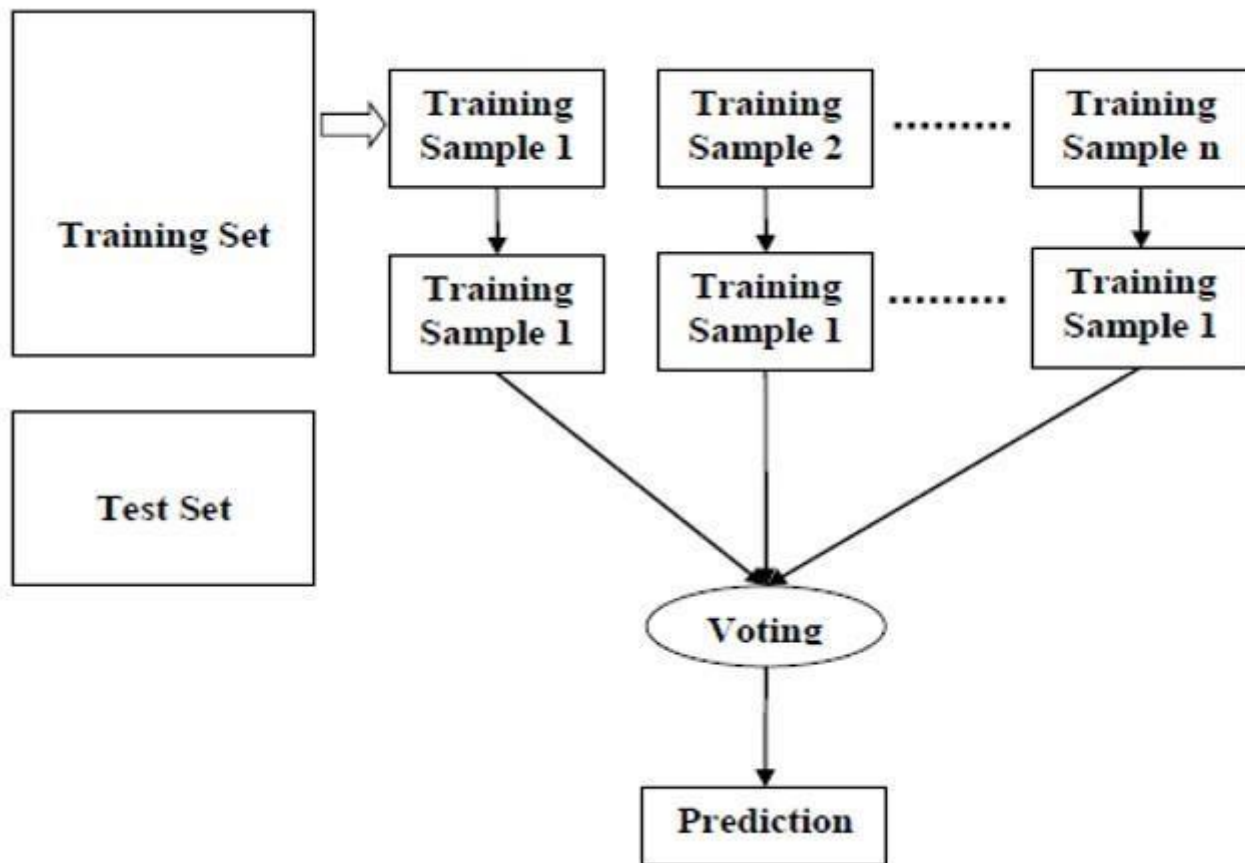 Training
Sample 1
Training
Sample 2
Training
Sample n
Training Set
Training
Sample 1
Training
Sample 1
Training
Sample 1
Test Set
Voting
Prediction